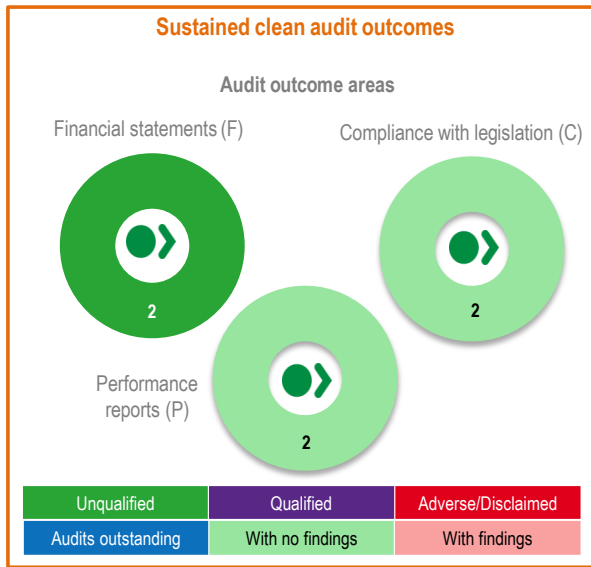 Sustained clean audit outcomes
Audit outcome areas
Financial statements (F)
Compliance with legislation (C)
2
2
Performance
reports (P)
2
Unqualified
Qualified
Adverse/Disclaimed
Audits outstanding
With no findings
With findings